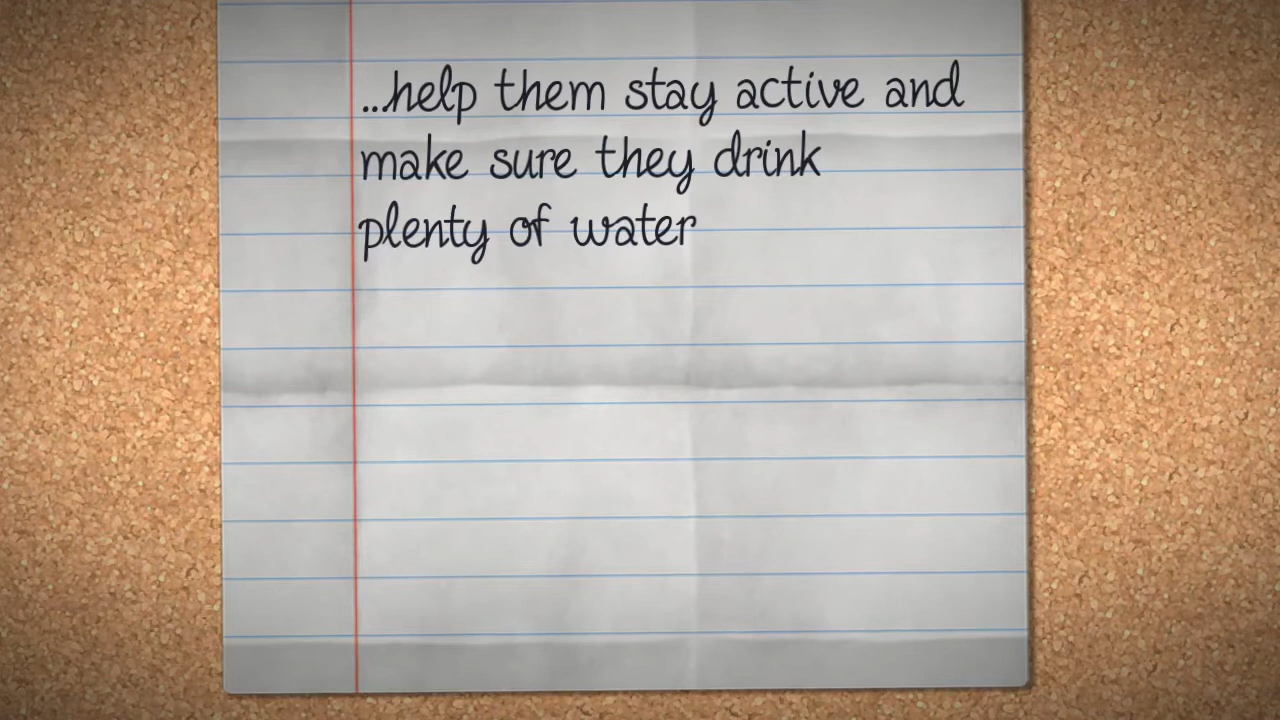 ...help them stay active and
make sure they drink
plenty of water